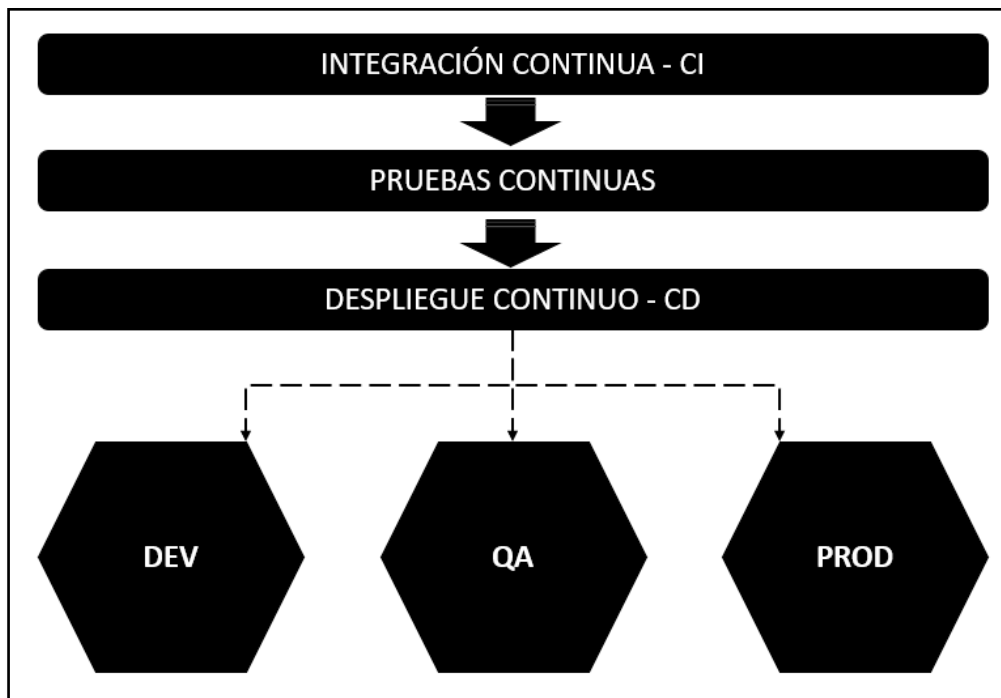 INTEGRACIÓN CONTINUA - CI
PRUEBAS CONTINUAS
DESPLIEGUE CONTINUO - CD
DEV
QA
PROD